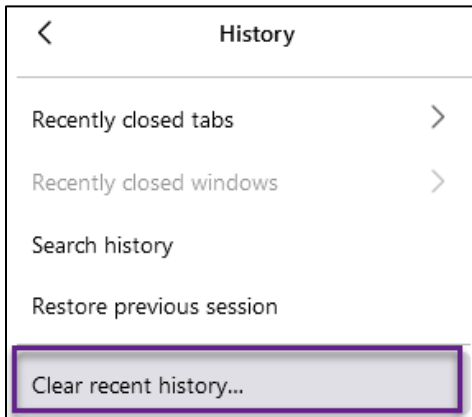 History
Recently closed tabs
Recently closed windows
Search history
Restore previous session
Clear recent history...